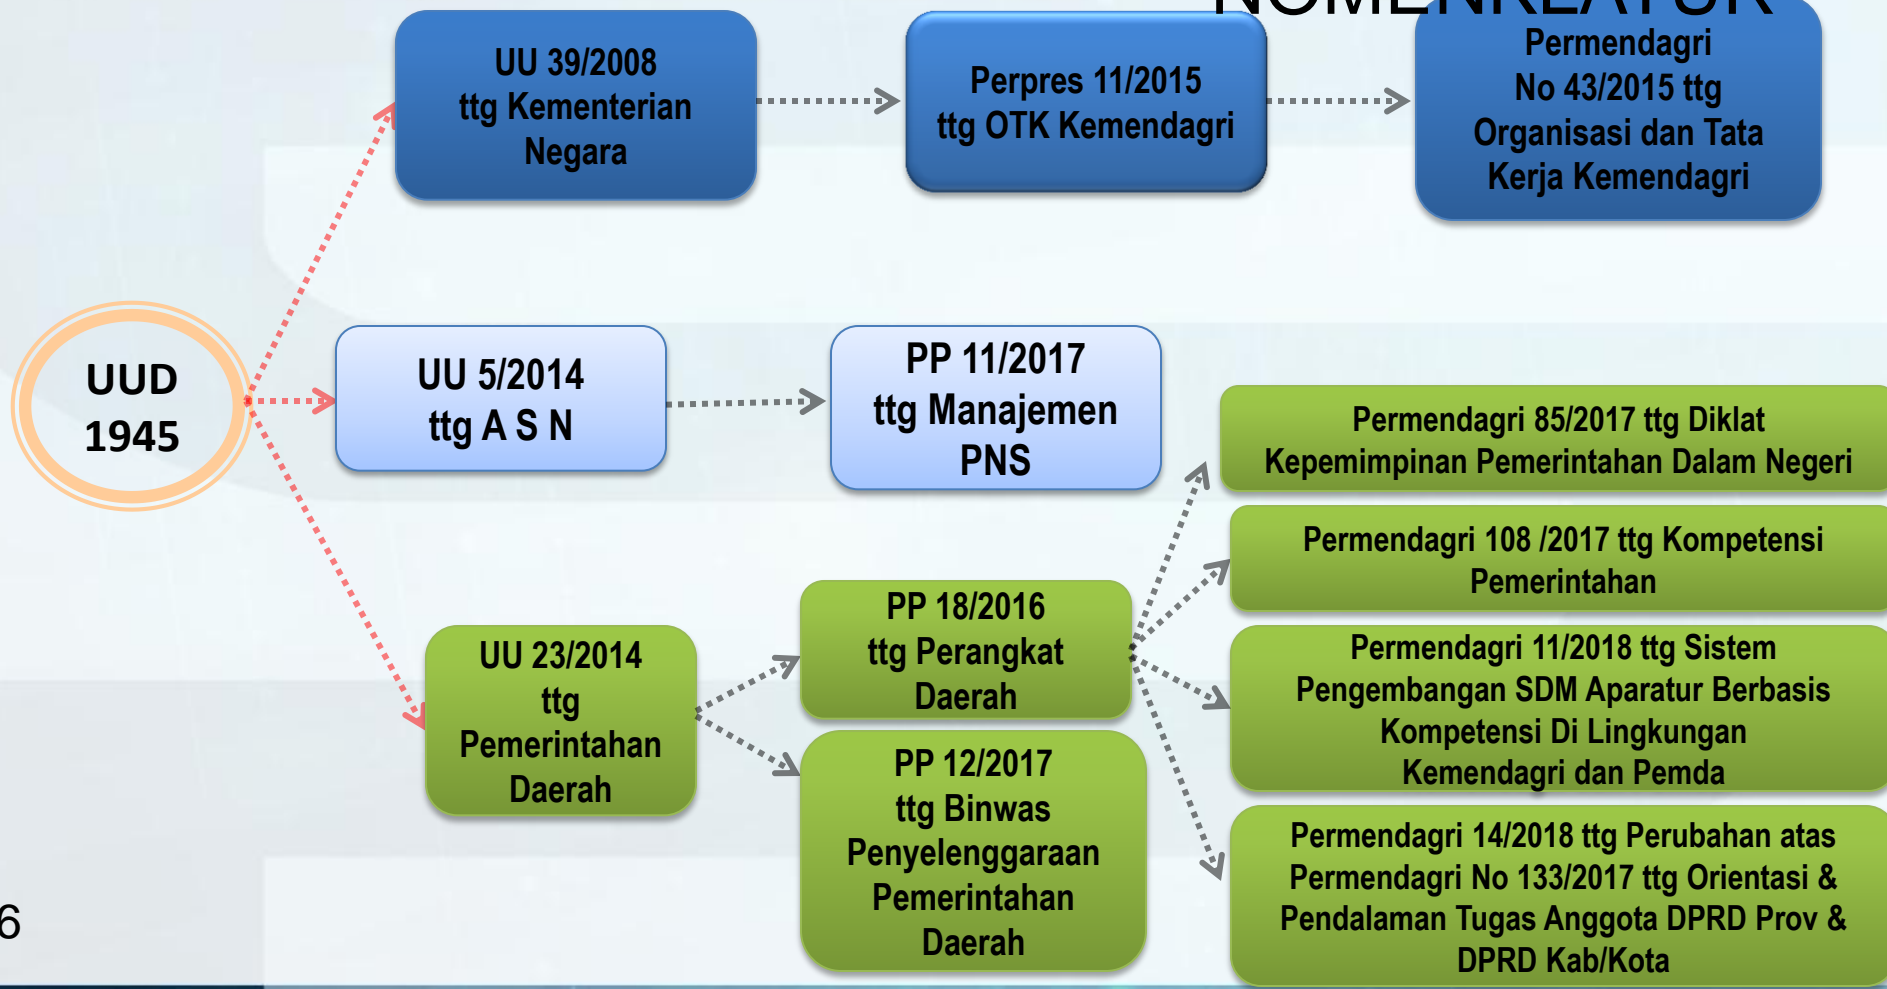 NOMENKLATUR
UU 39/2008
ttg Kementerian
Negara
Perpres 11/2015
ttg OTK Kemendagri
Permendagri
No 43/2015 ttg
Organisasi dan Tata
Kerja Kemendagri
UUD
1945
UU 5/2014
ttg A S N
PP 11/2017
ttg Manajemen
PNS
UU 23/2014
ttg
Pemerintahan
Daerah
PP 18/2016
ttg Perangkat
Daerah
PP 12/2017
ttg Binwas
Penyelenggaraan
Pemerintahan
Daerah
Permendagri 85/2017 ttg Diklat
Kepemimpinan Pemerintahan Dalam Negeri
Permendagri 108 /2017 ttg Kompetensi
Pemerintahan
Permendagri 11/2018 ttg Sistem
Pengembangan SDM Aparatur Berbasis
Kompetensi Di Lingkungan
Kemendagri dan Pemda
Permendagri 14/2018 ttg Perubahan atas
Permendagri No 133/2017 ttg Orientasi &
Pendalaman Tugas Anggota DPRD Prov &
DPRD Kab/Kota
6